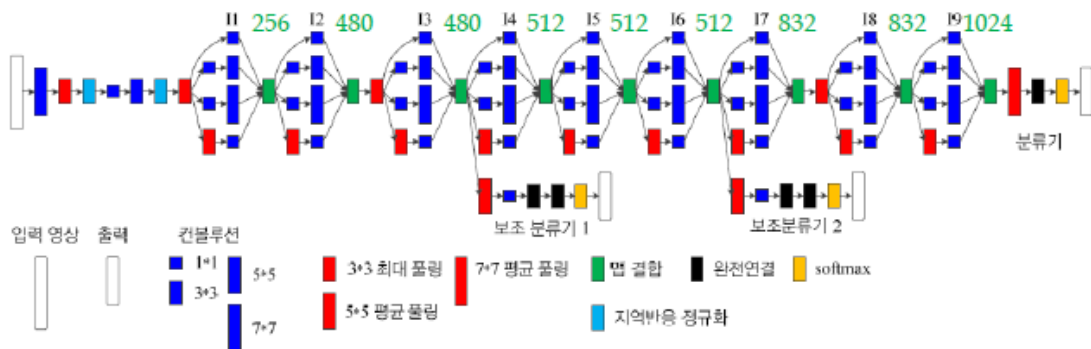 I1 256 I2 480 I3 480 I4 512 I5 512 I6 512 I7 832 I8 832 I9 1024
분류기
보조 분류기 1
보조분류기 2
입력 영상
출력
컨볼루션
1*1
3*3
5*5
7*7
3*3 최대 풀링
5*5 평균 풀링
7*7 평균 풀링
맵 결합
완전연결
softmax
지역반응 정규화